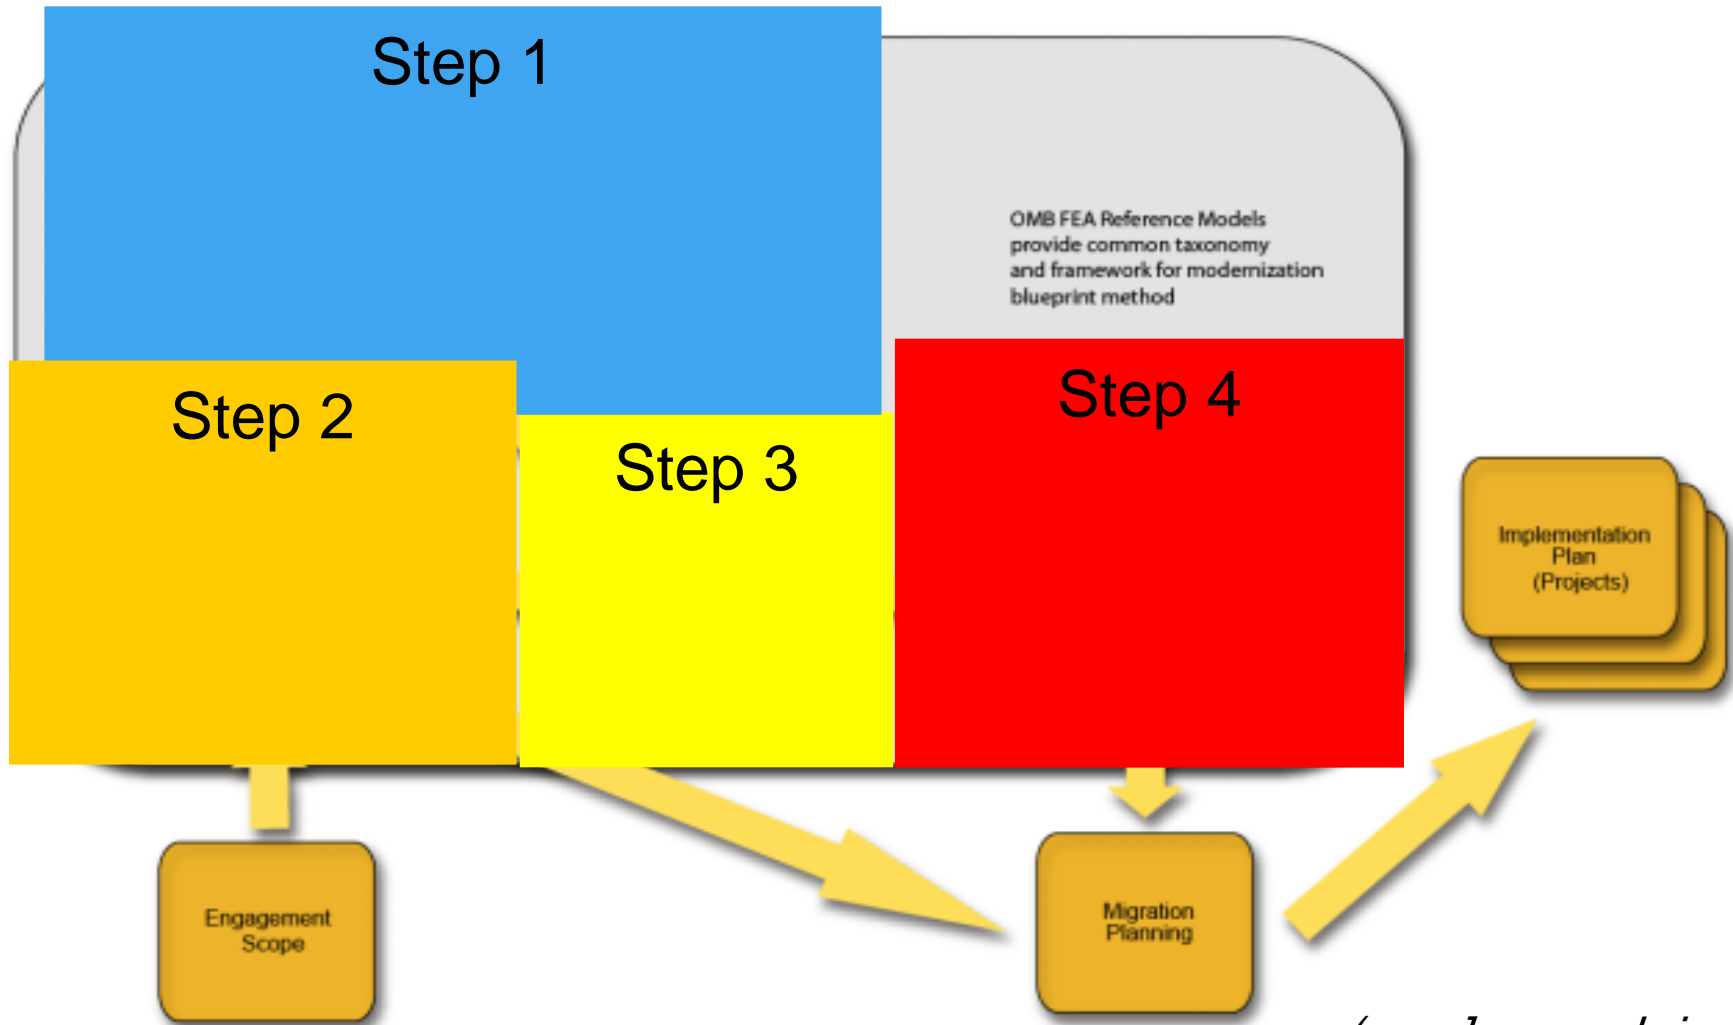 Step 1
OMB FEA Reference Models
provide common taxonomy
and framework for modernization
blueprint method
Step 2
Step 3
Step 4
Implementation
Plan
(Projects)
Engagement
Scope
Migration
Planning